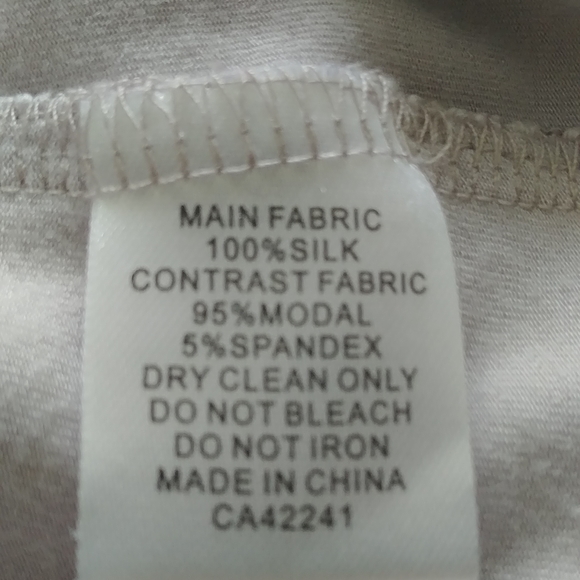 MAIN FABRIC
100%SILK
CONTRAST FABRIC
95%MODAL
5%SPANDEX
DRY CLEAN ONLY
DO NOT BLEACH
DO NOT IRON
MADE IN CHINA
CA42241